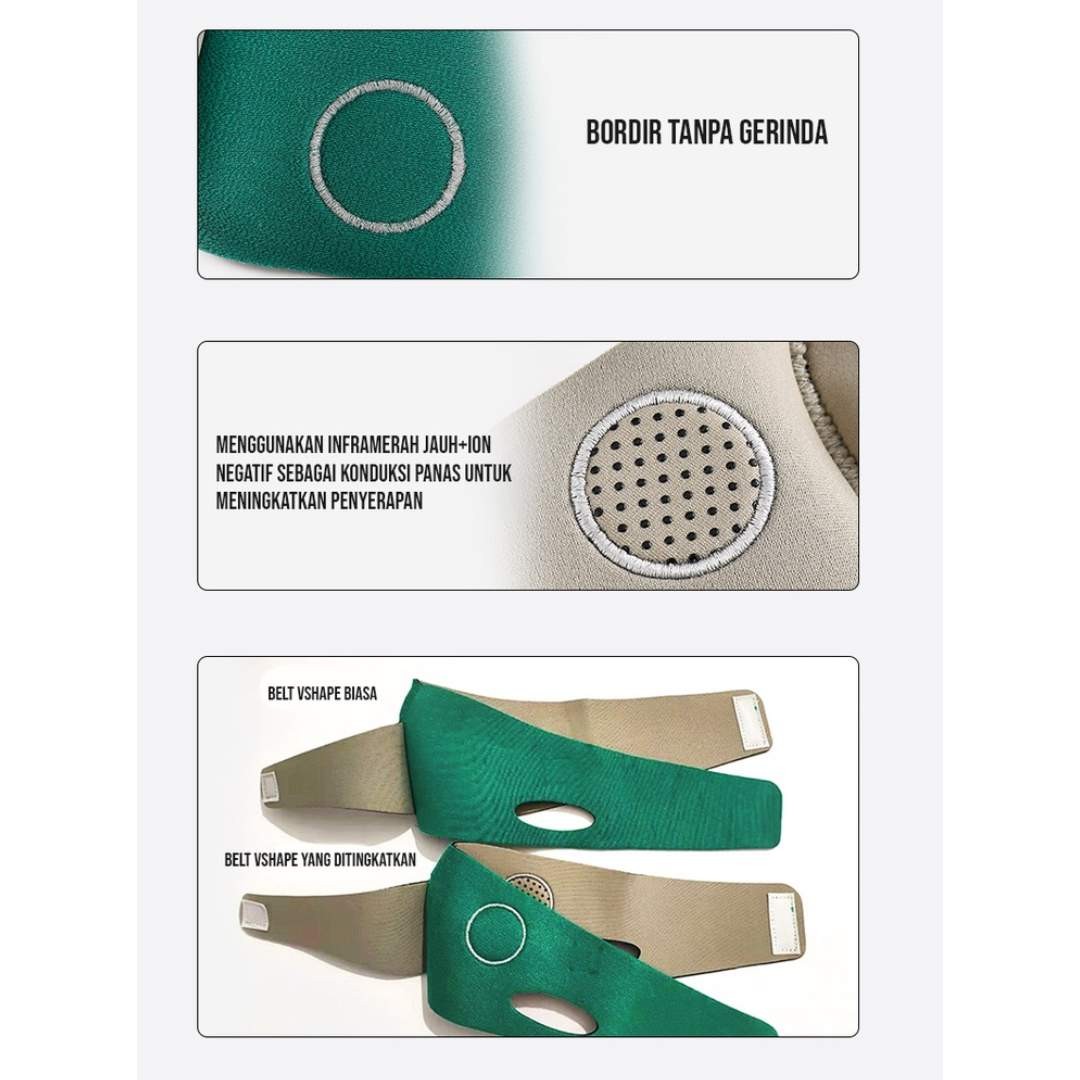 BORDIR TANPA GERINDA
MENGGUNAKAN INFRAMERAH JAUH+ION
NEGATIF SEBAGAI KONDUKSI PANAS UNTUK
MENINGKATKAN PENYERAPAN
BELT VSHAPE BIASA
BELT VSHAPE YANG DITINGKATKAN